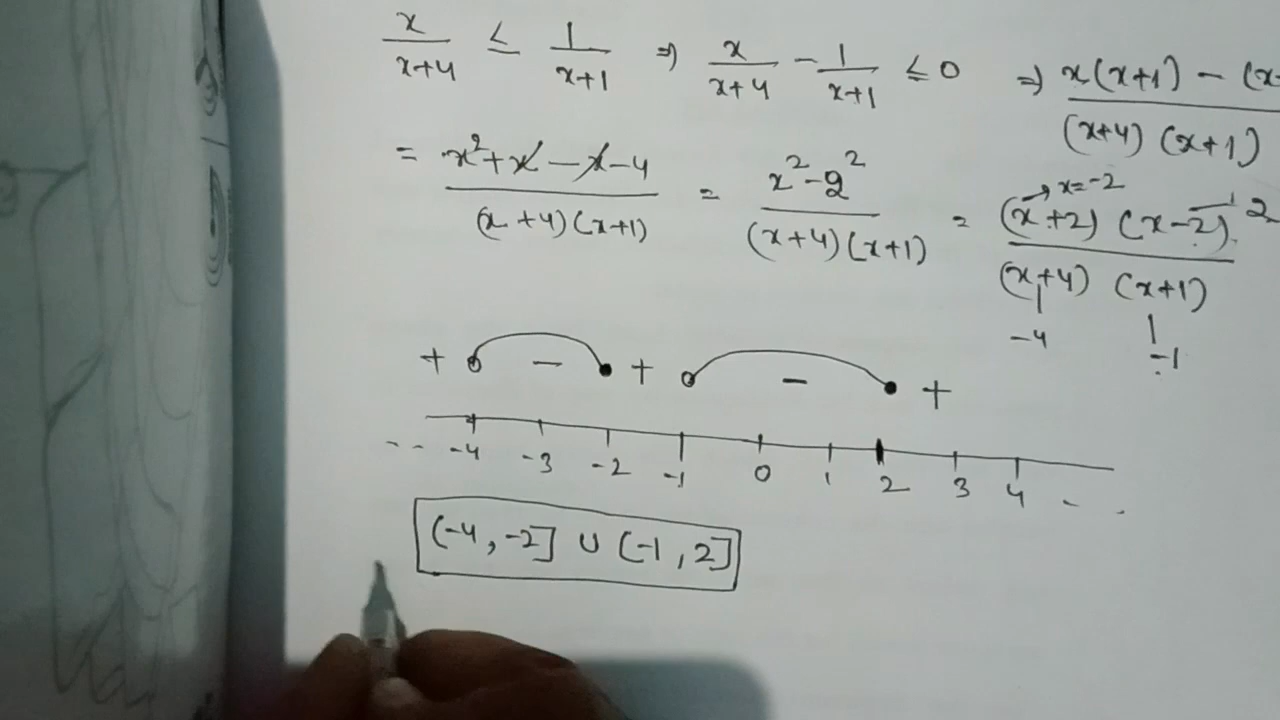 x/(x+4) ≤ 1/(x+1) ⇒ x/(x+4) - 1/(x+1) ≤ 0 ⇒ x(x+1) - (x / (x+4)(x+1)
= x²+x-x-4/(x+4)(x+1) = x²-2²/(x+4)(x+1) = (x+2)(x-2)/(x+4)(x+1)
x=-2
2
-4 -1
+ - + - +
.. -4 -3 -2 -1 0 1 2 3 4 . .
(-4,-2] ∪ (-1,2]